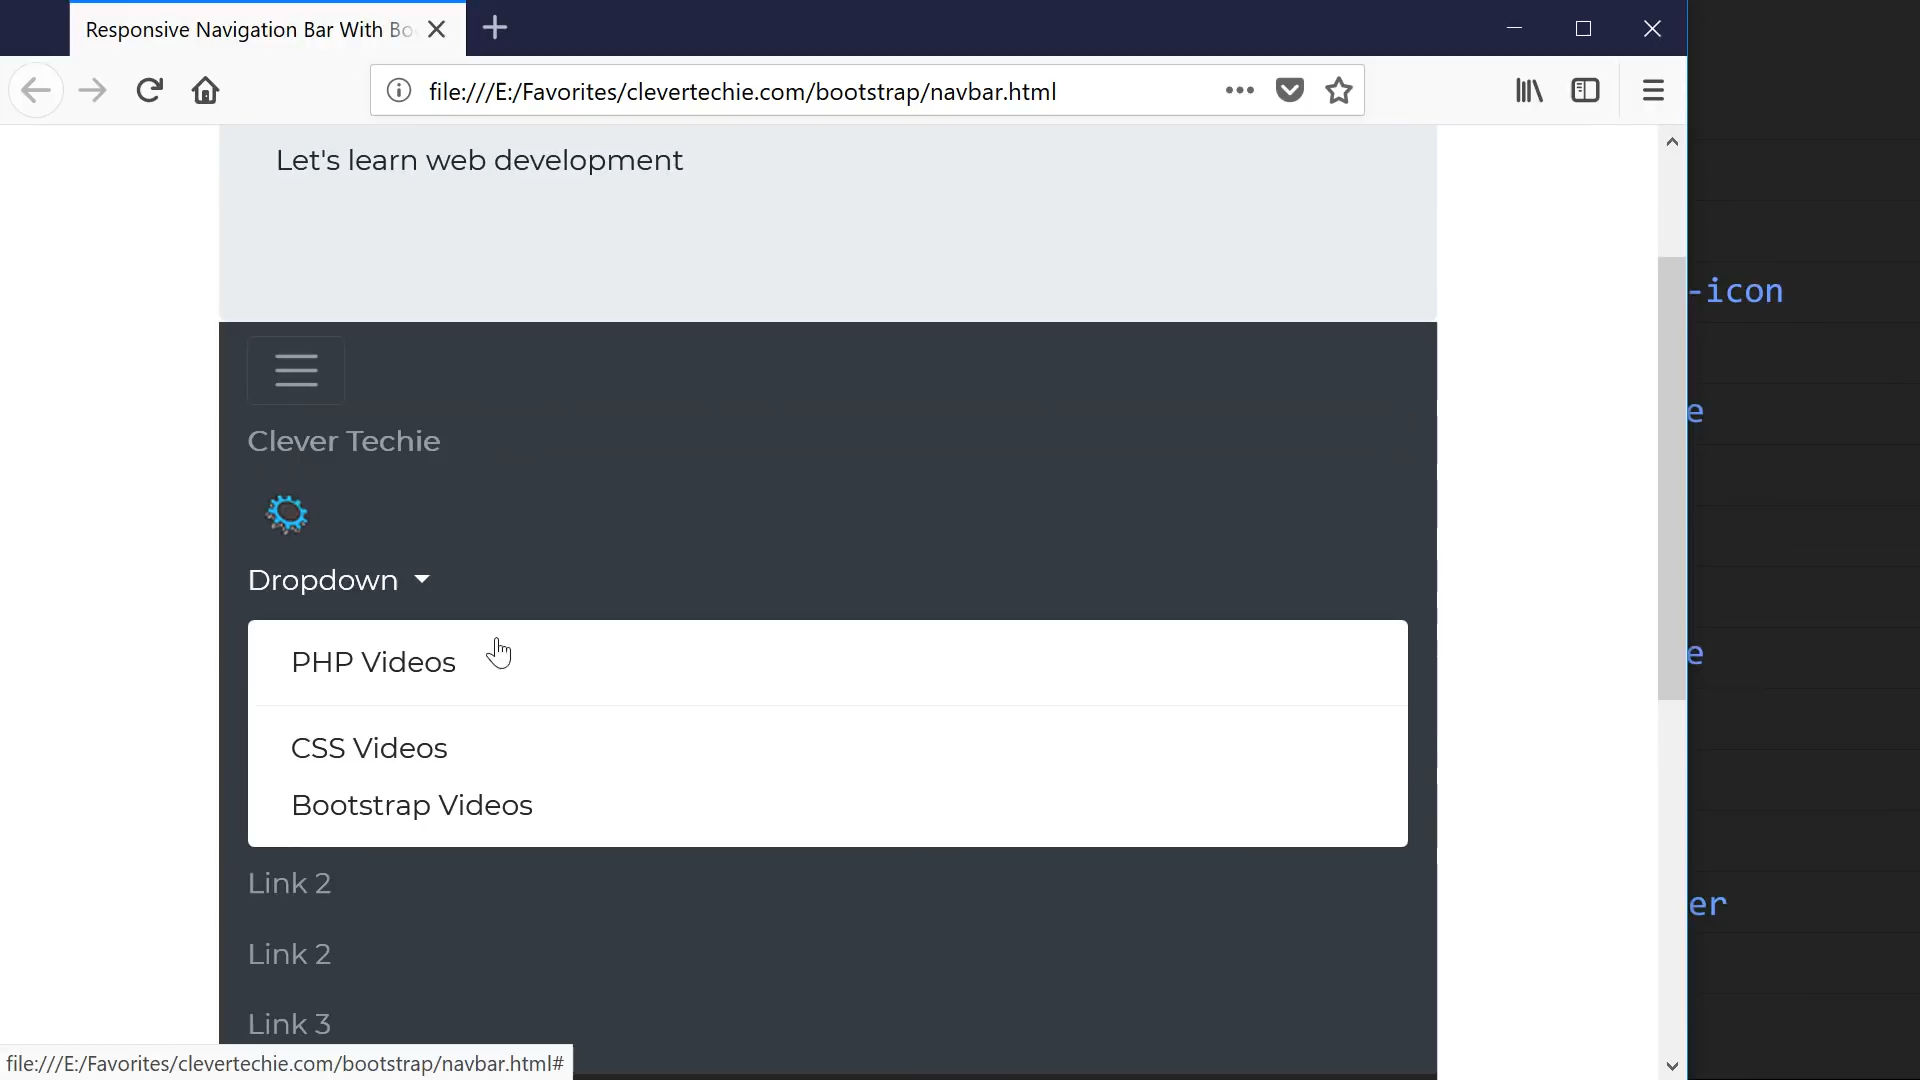 Responsive Navigation Bar With Bo
file:///E:/Favorites/clevertechie.com/bootstrap/navbar.html
Let's learn web development
-icon
Clever Techie
e
Dropdown
PHP Videos
e
CSS Videos
Bootstrap Videos
Link 2
er
Link 2
Link 3
file:///E:/Favorites/clevertechie.com/bootstrap/navbar.html#